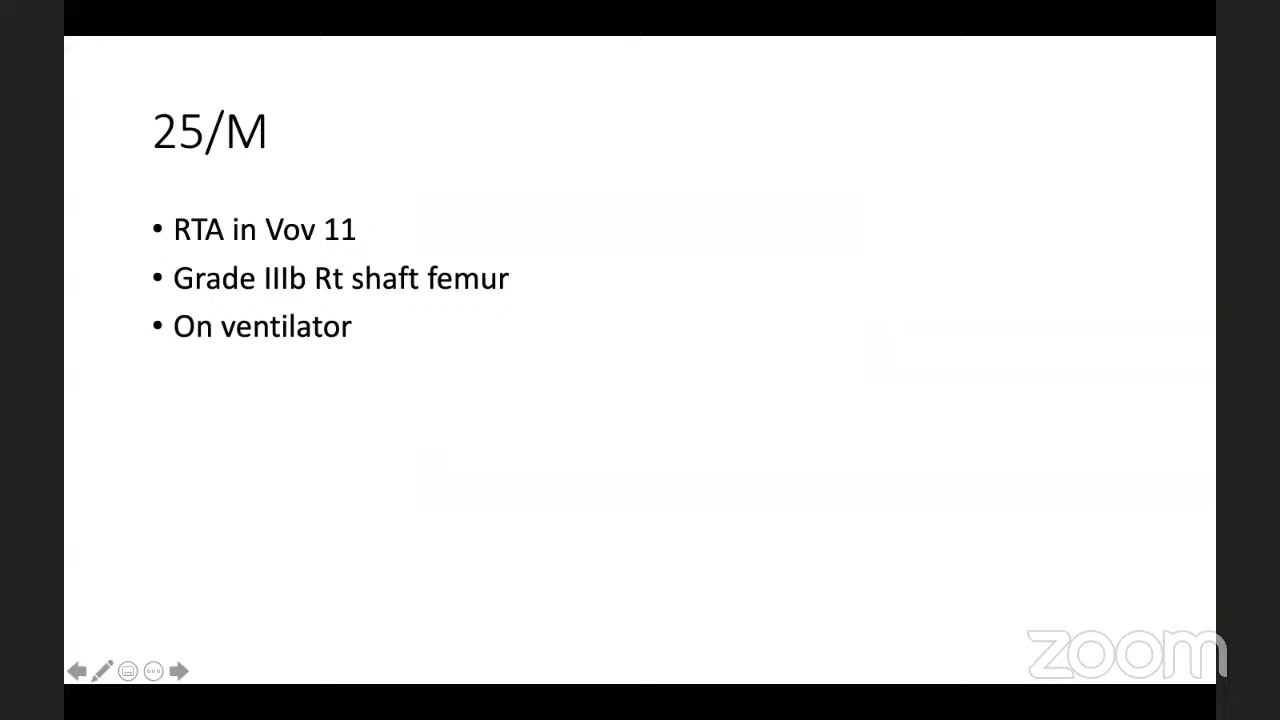 25/M
• RTA in Vov 11
• Grade IIIb Rt shaft femur
• On ventilator
zoom